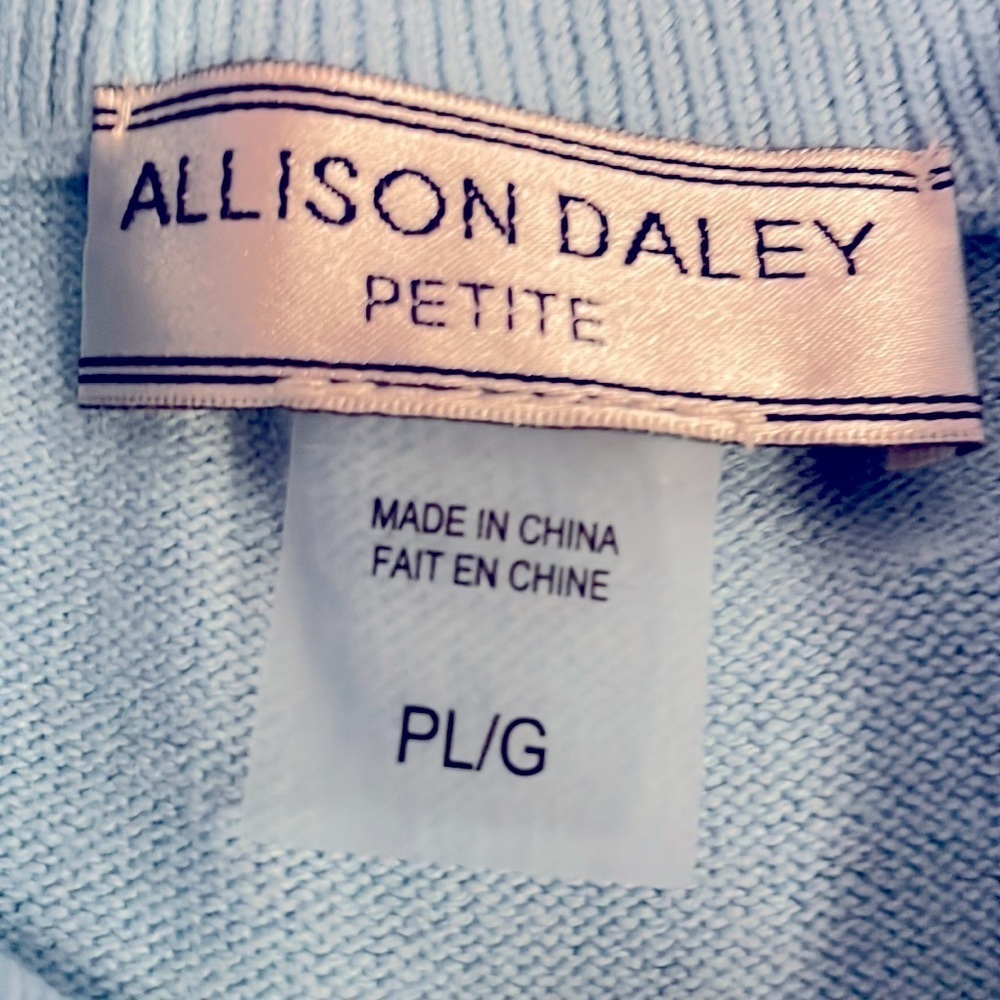 ALLISON DALEY
PETITE
MADE IN CHINA
FAIT EN CHINE
PL/G